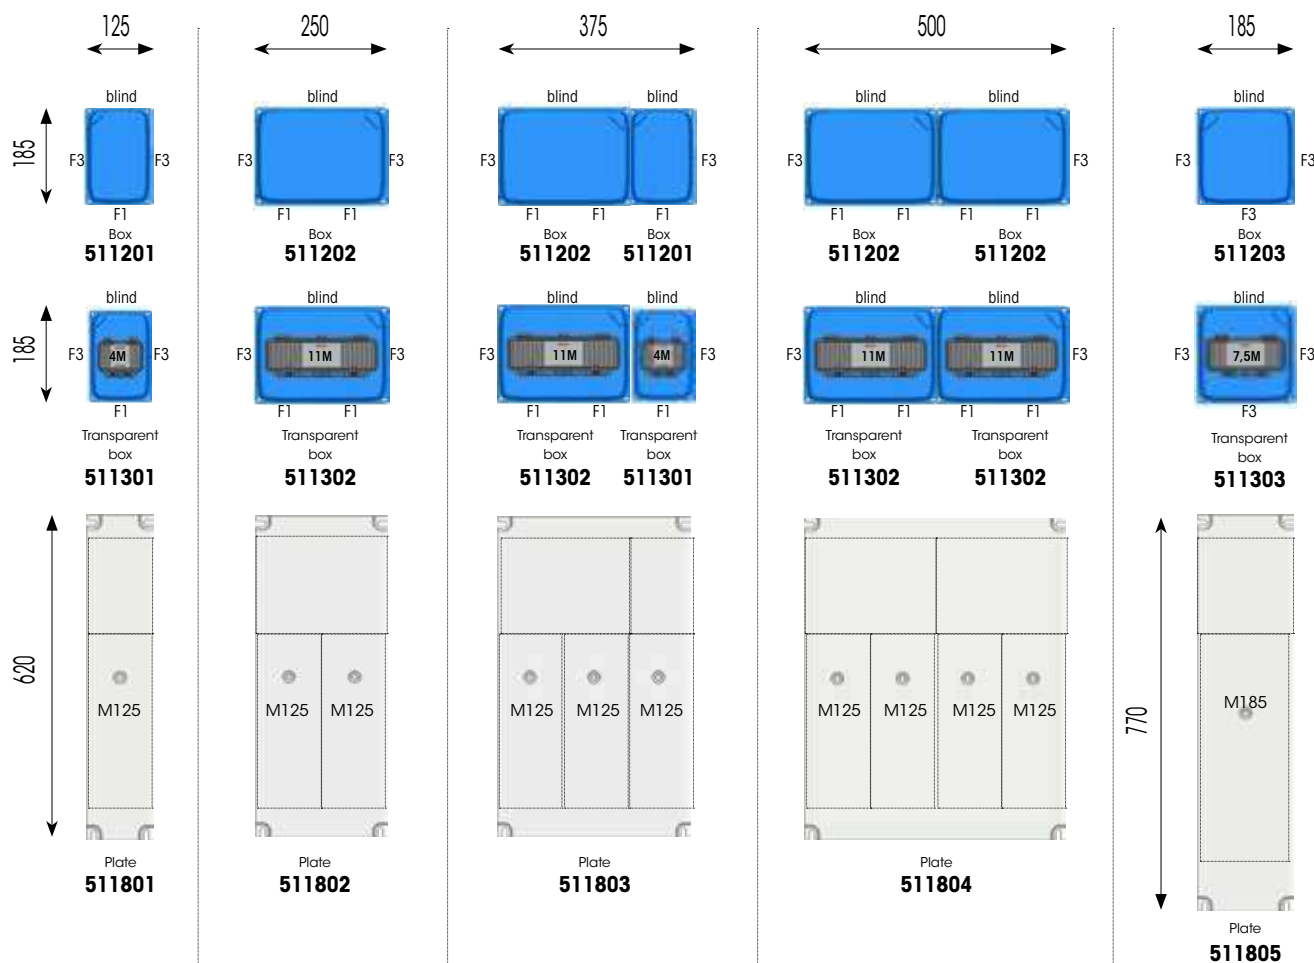 125 250 375 500 185
blind blind blind blind blind blind blind
185
F3 F3 F3 F3 F3 F3 F3 F3 F3
F1 F1 F1 F1 F1 F1 F1 F1 F1 F1 F3
Box Box Box Box Box Box Box
511201 511202 511202 511201 511202 511202 511203
blind blind blind blind blind blind blind
185
F3 4M F3 F3 11M F3 11M 4M F3 F3 11M 11M F3 F3 7,5M F3
F1 F1 F1 F1 F1 F1 F1 F1 F1 F1 F3
Transparent Transparent Transparent Transparent Transparent Transparent Transparent
box box box box box box box
511301 511302 511302 511301 511302 511302 511303
620
M125 M125 M125 M125 M125 M125 M125 M125 M125 M125 M185
770
Plate Plate Plate Plate
511801 511802 511803 511804
Plate
511805